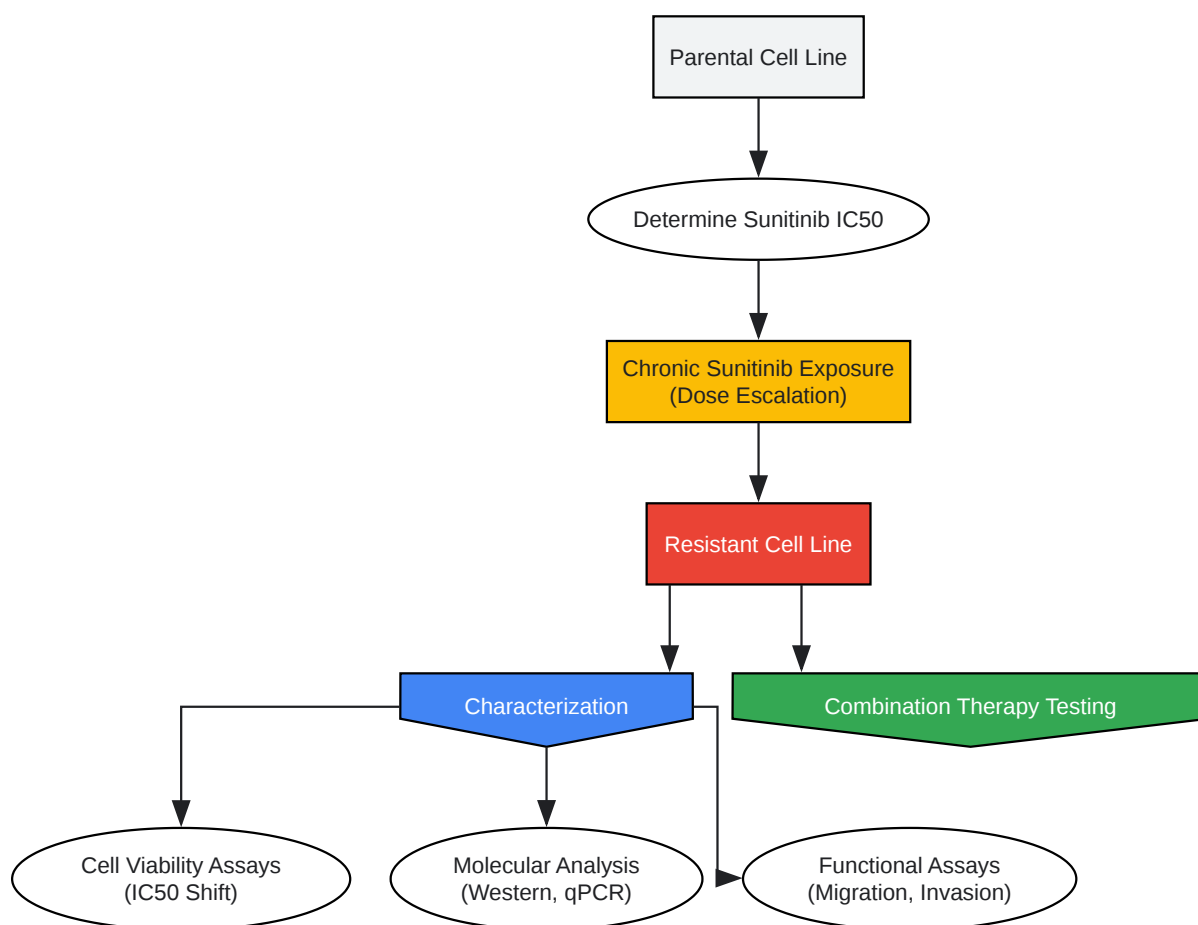 Parental Cell Line
Determine Sunitinib IC50
Chronic Sunitinib Exposure
(Dose Escalation)
Resistant Cell Line
Characterization
Combination Therapy Testing
Cell Viability Assays
(IC50 Shift)
Molecular Analysis
(Western, qPCR)
Functional Assays
(Migration, Invasion)